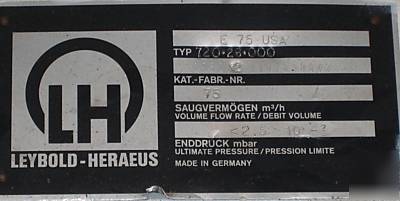 LH
LEYBOLD-HERAEUS
E 75 USA
TYP 720·26·000
KAT.-FABR.-NR.
75
SAUGVERMÖGEN m³/h
VOLUME FLOW RATE / DEBIT VOLUME
ENDDRUCK mbar
ULTIMATE PRESSURE / PRESSION LIMITE
MADE IN GERMANY